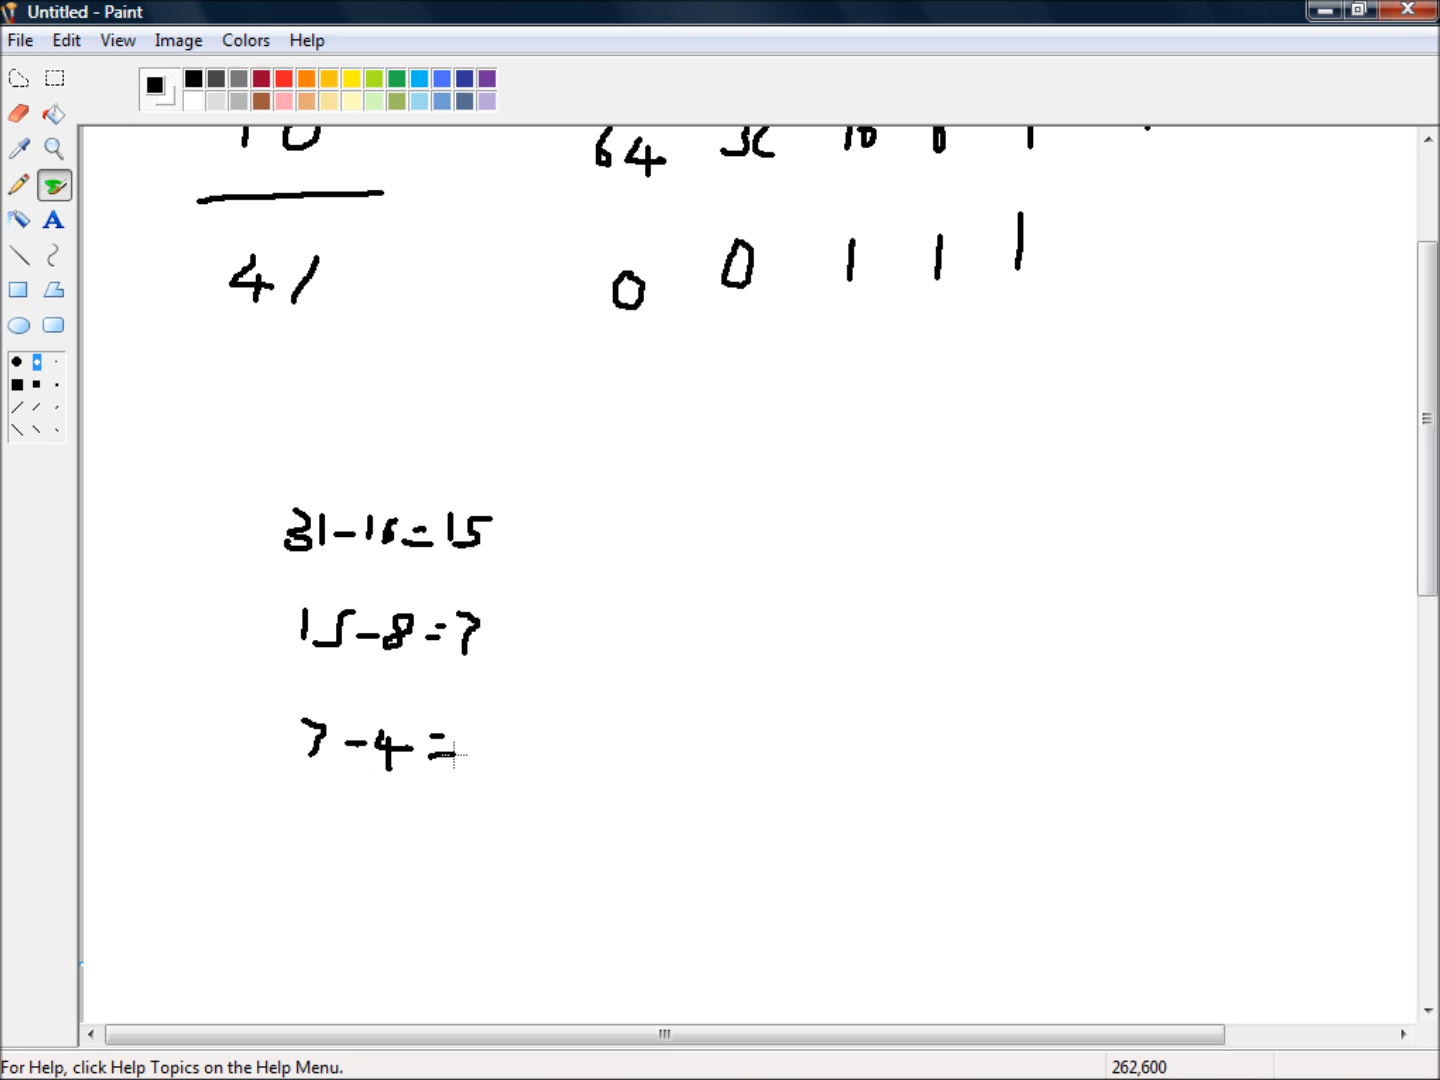 Untitled - Paint
File Edit View Image Colors Help
A
10
64
41
0 0 1 1 1
31-16=15
15-8=7
7-4=
For Help, click Help Topics on the Help Menu.
262,600